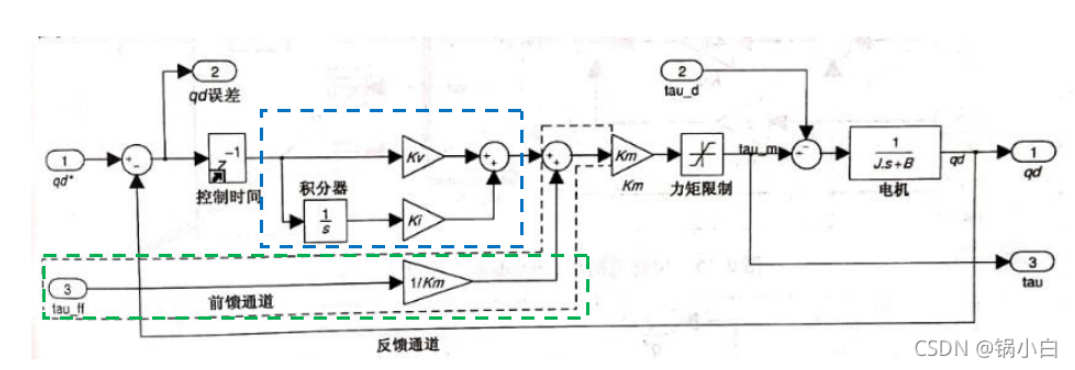 2
qd误差
2
tau_d
1
qd*
+
-
z
-1
控制时间
Kv
+
+
+
+
Km
Km
力矩限制
tau_m
+
-
1
J.s+B
电机
qd
1
qd
积分器
1
s
Ki
3
tau_ff
前馈通道
1/Km
3
tau
反馈通道
CSDN @锅小白